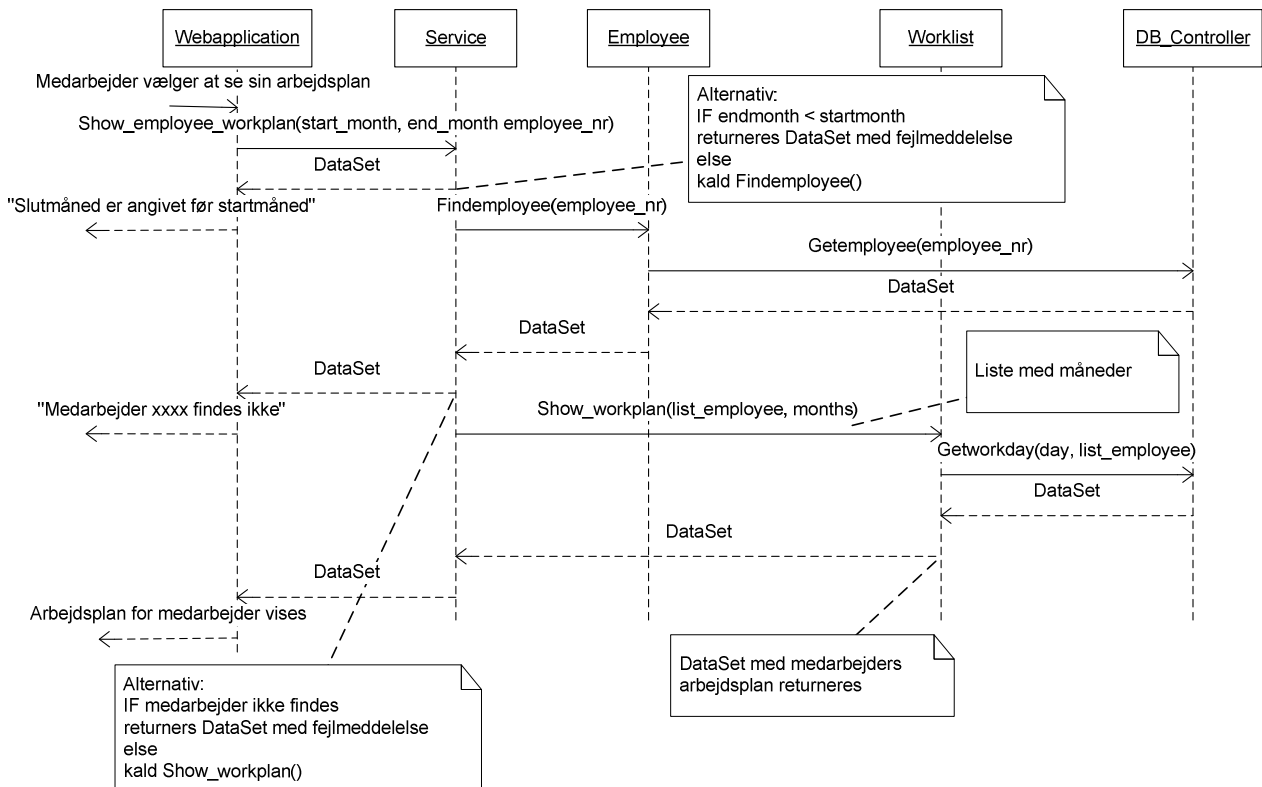 Webapplication
Service
Employee
Worklist
DB_Controller
Medarbejder vælger at se sin arbejdsplan
Show_employee_workplan(start_month, end_month employee_nr)
Alternativ:
IF endmonth < startmonth
returneres DataSet med fejlmeddelelse
else
kald Findemployee()
DataSet
"Slutmåned er angivet før startmåned"
Findemployee(employee_nr)
Getemployee(employee_nr)
DataSet
DataSet
DataSet
Liste med måneder
"Medarbejder xxxx findes ikke"
Show_workplan(list_employee, months)
Getworkday(day, list_employee)
DataSet
DataSet
DataSet
Arbejdsplan for medarbejder vises
DataSet med medarbejders
arbejdsplan returneres
Alternativ:
IF medarbejder ikke findes
returners DataSet med fejlmeddelelse
else
kald Show_workplan()